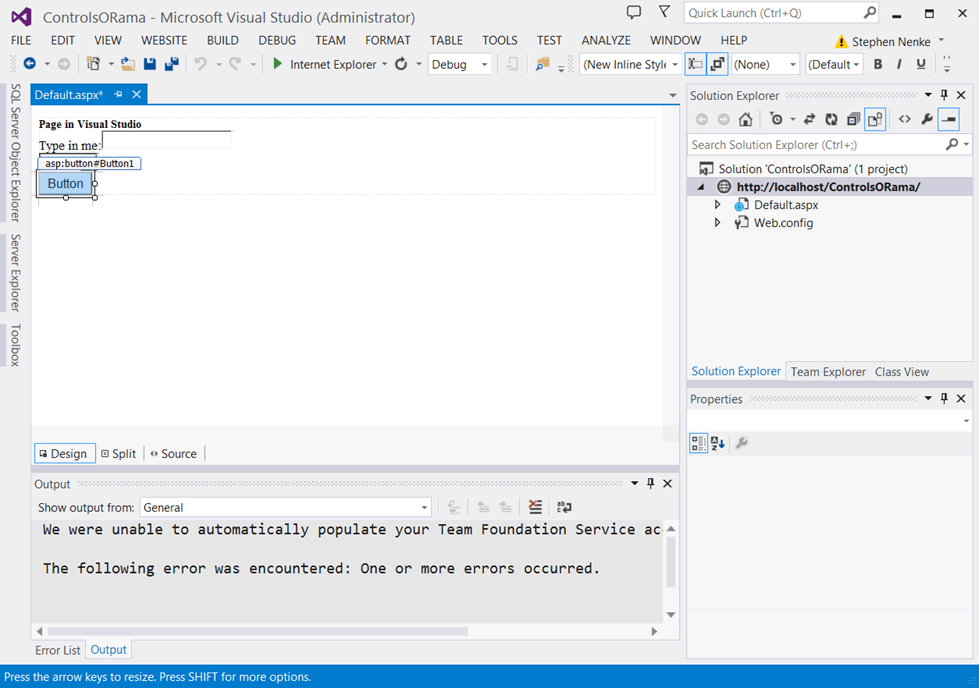 ControlsORama - Microsoft Visual Studio (Administrator)
Quick Launch (Ctrl+Q)
FILE EDIT VIEW WEBSITE BUILD DEBUG TEAM FORMAT TABLE TOOLS TEST ANALYZE WINDOW HELP
Stephen Nenke
Internet Explorer Debug (New Inline Style (None) (Default B I U
SQL Server Object Explorer
Server Explorer
Toolbox
Default.aspx*
Page in Visual Studio
Type in me:
asp:button#Button1
Button
Design Split Source
Output
Show output from: General
We were unable to automatically populate your Team Foundation Service ac
The following error was encountered: One or more errors occurred.
Error List Output
Solution Explorer
Search Solution Explorer (Ctrl+;)
Solution 'ControlsORama' (1 project)
http://localhost/ControlsORama/
Default.aspx
Web.config
Solution Explorer Team Explorer Class View
Properties
Press the arrow keys to resize. Press SHIFT for more options.